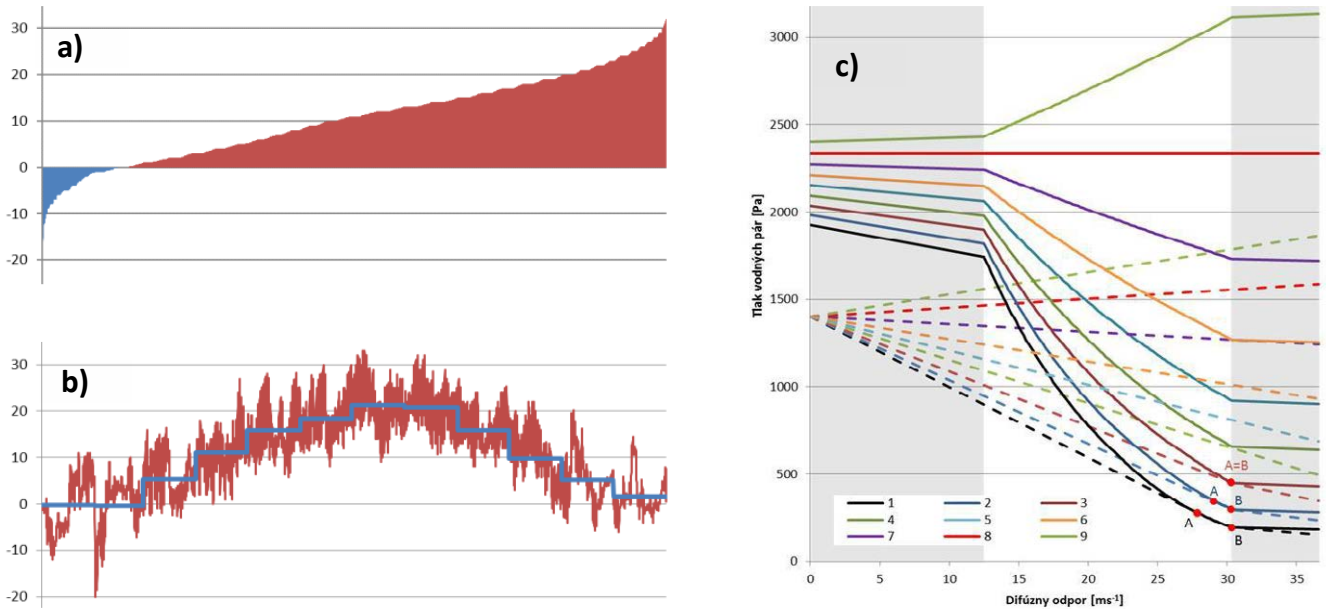 a)
30
20
10
0
-10
-20
b)
30
20
10
0
-10
-20
c)
Tlak vodných pár [Pa]
3000
2500
2000
1500
1000
500
0
A=B
A
B
A
B
1 2 3
4 5 6
7 8 9
0 5 10 15 20 25 30 35
Difúzny odpor [ms⁻¹]